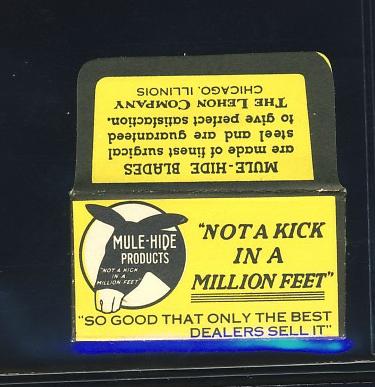 MULE-HIDE BLADES
are made of finest surgical
steel and are guaranteed
to give perfect satisfaction.
THE LEHON COMPANY
CHICAGO, ILLINOIS
MULE-HIDE
PRODUCTS
"NOT A KICK
IN A
MILLION FEET"
"NOT A KICK
IN A
MILLION FEET"
"SO GOOD THAT ONLY THE BEST
DEALERS SELL IT"